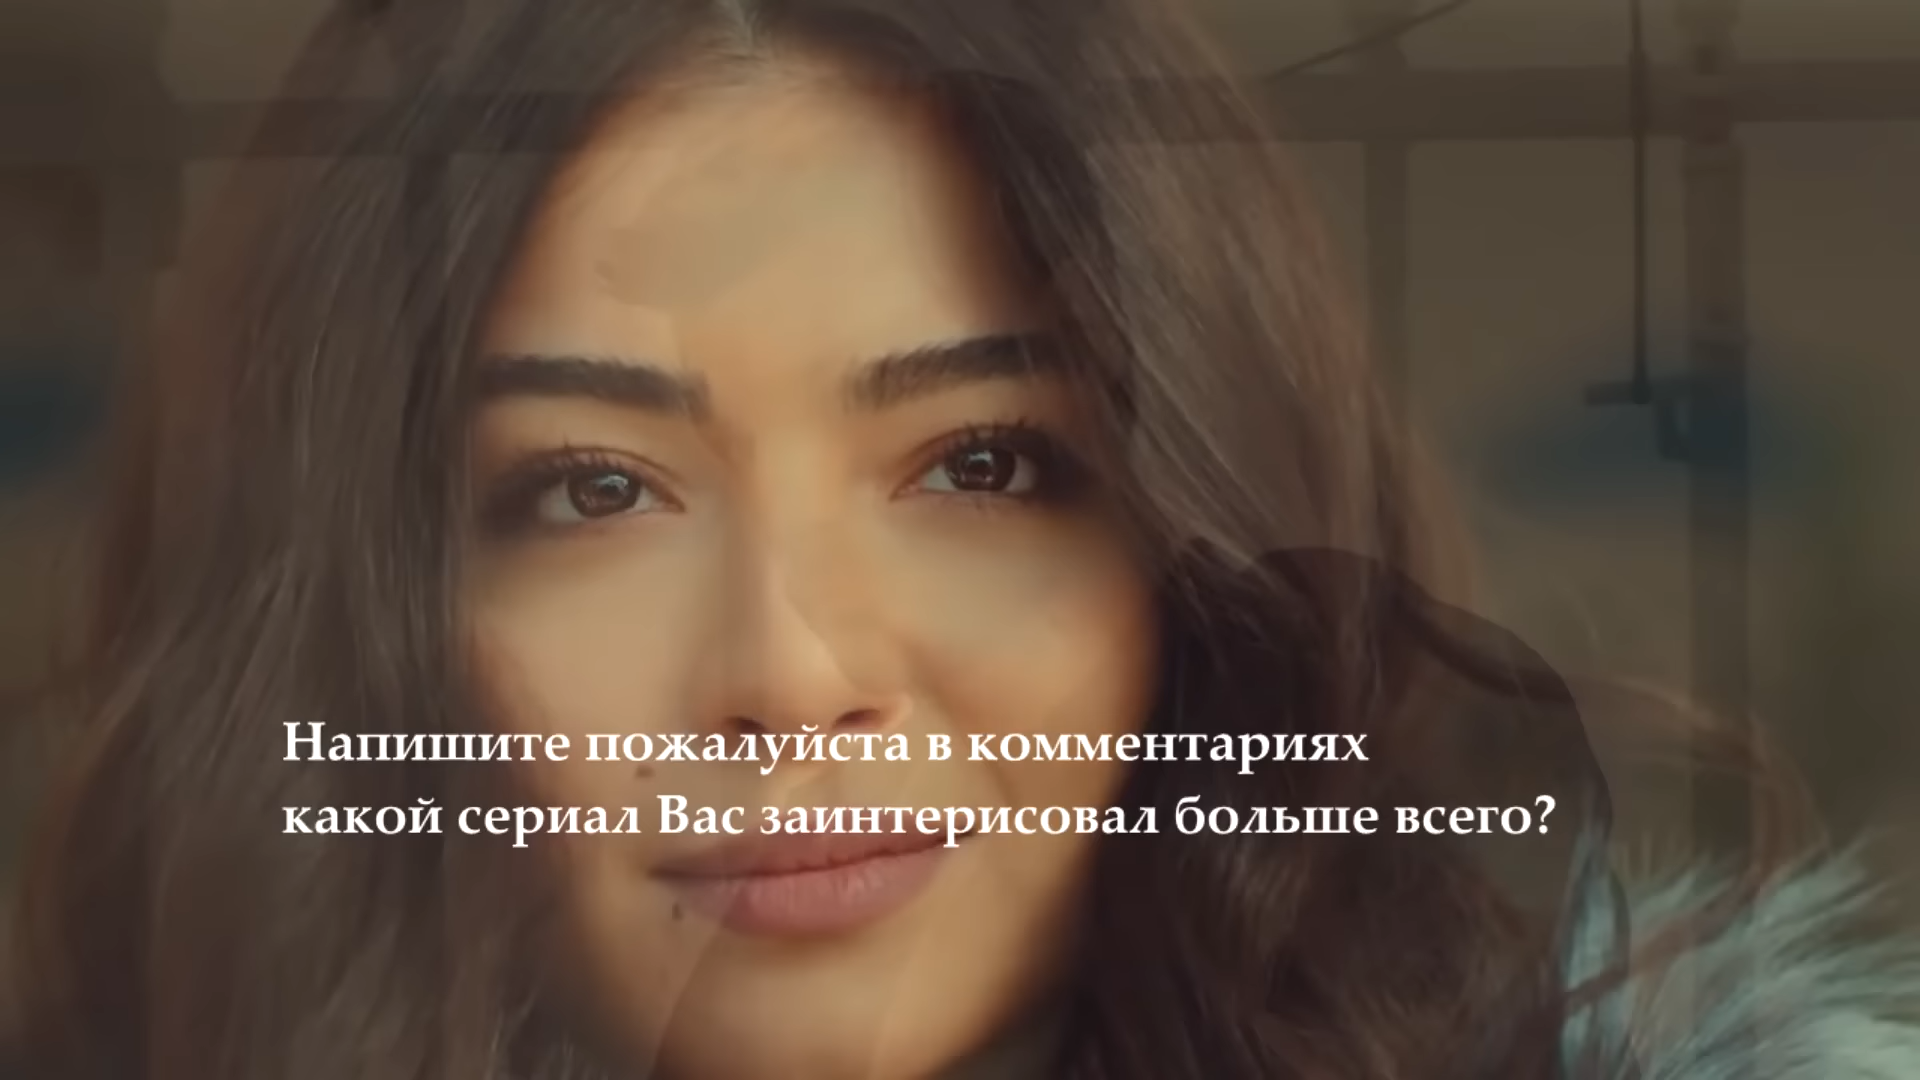 Напишите пожалуйста в комментариях
какой сериал Вас заинтерисовал больше всего?